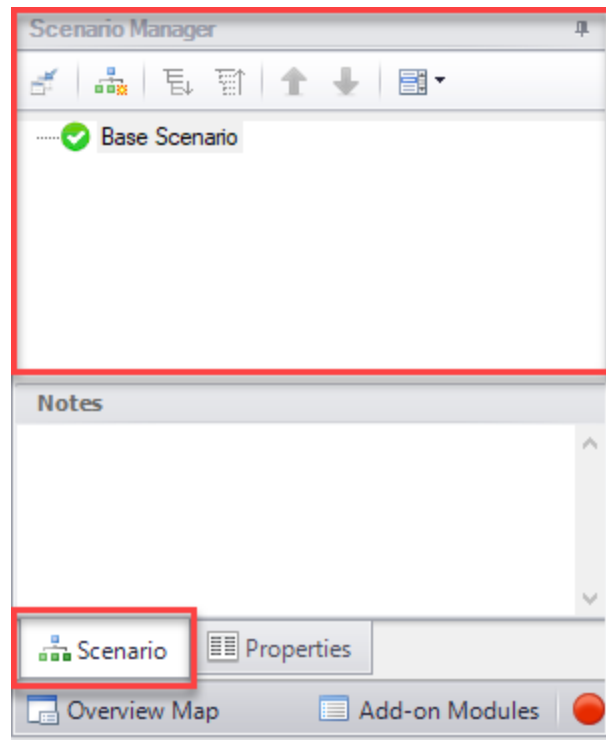 Scenario Manager
Base Scenario
Notes
Scenario Properties
Overview Map Add-on Modules